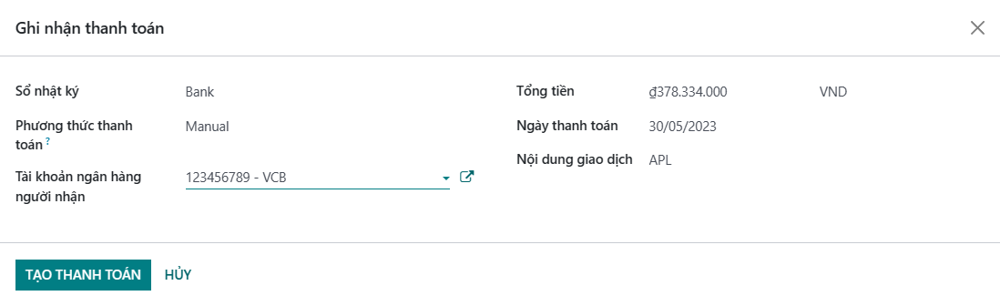 Ghi nhận thanh toán
Sổ nhật ký
Bank
Phương thức thanh
toán ?
Manual
Tài khoản ngân hàng
người nhận
123456789 - VCB
Tổng tiền
₫378.334.000
VND
Ngày thanh toán
30/05/2023
Nội dung giao dịch
APL
TẠO THANH TOÁN
HỦY